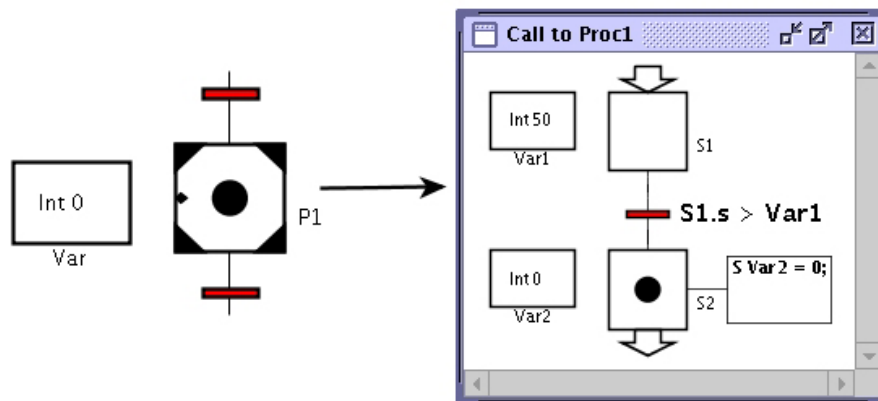 Int 0
Var
P1
Call to Proc1
Int 50
Var1
S1
S1.s > Var1
Int 0
Var2
S2
S Var2 = 0;